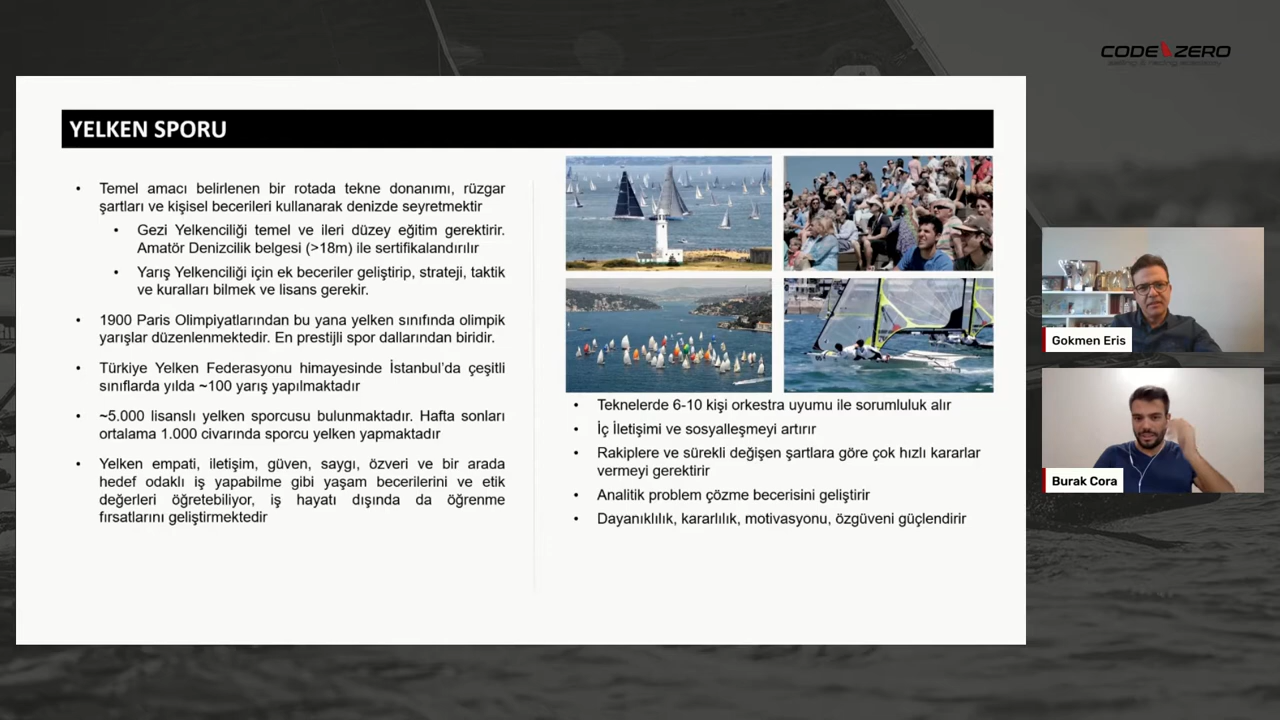 CODE ZERO
sailing & racing academy
YELKEN SPORU
• Temel amacı belirlenen bir rotada tekne donanımı, rüzgar
şartları ve kişisel becerileri kullanarak denizde seyretmektir
• Gezi Yelkenciliği temel ve ileri düzey eğitim gerektirir.
Amatör Denizcilik belgesi (>18m) ile sertifikalandırılır
• Yarış Yelkenciliği için ek beceriler geliştirip, strateji, taktik
ve kuralları bilmek ve lisans gerekir.
• 1900 Paris Olimpiyatlarından bu yana yelken sınıfında olimpik
yarışlar düzenlenmektedir. En prestijli spor dallarından biridir.
• Türkiye Yelken Federasyonu himayesinde İstanbul'da çeşitli
sınıflarda yılda ~100 yarış yapılmaktadır
• ~5.000 lisanslı yelken sporcusu bulunmaktadır. Hafta sonları
ortalama 1.000 civarında sporcu yelken yapmaktadır
• Yelken empati, iletişim, güven, saygı, özveri ve bir arada
hedef odaklı iş yapabilme gibi yaşam becerilerini ve etik
değerleri öğretebiliyor, iş hayatı dışında da öğrenme
fırsatlarını geliştirmektedir
• Teknelerde 6-10 kişi orkestra uyumu ile sorumluluk alır
• İç İletişimi ve sosyalleşmeyi artırır
• Rakiplere ve sürekli değişen şartlara göre çok hızlı kararlar
vermeyi gerektirir
• Analitik problem çözme becerisini geliştirir
• Dayanıklılık, kararlılık, motivasyonu, özgüveni güçlendirir
Gokmen Eris
Burak Cora